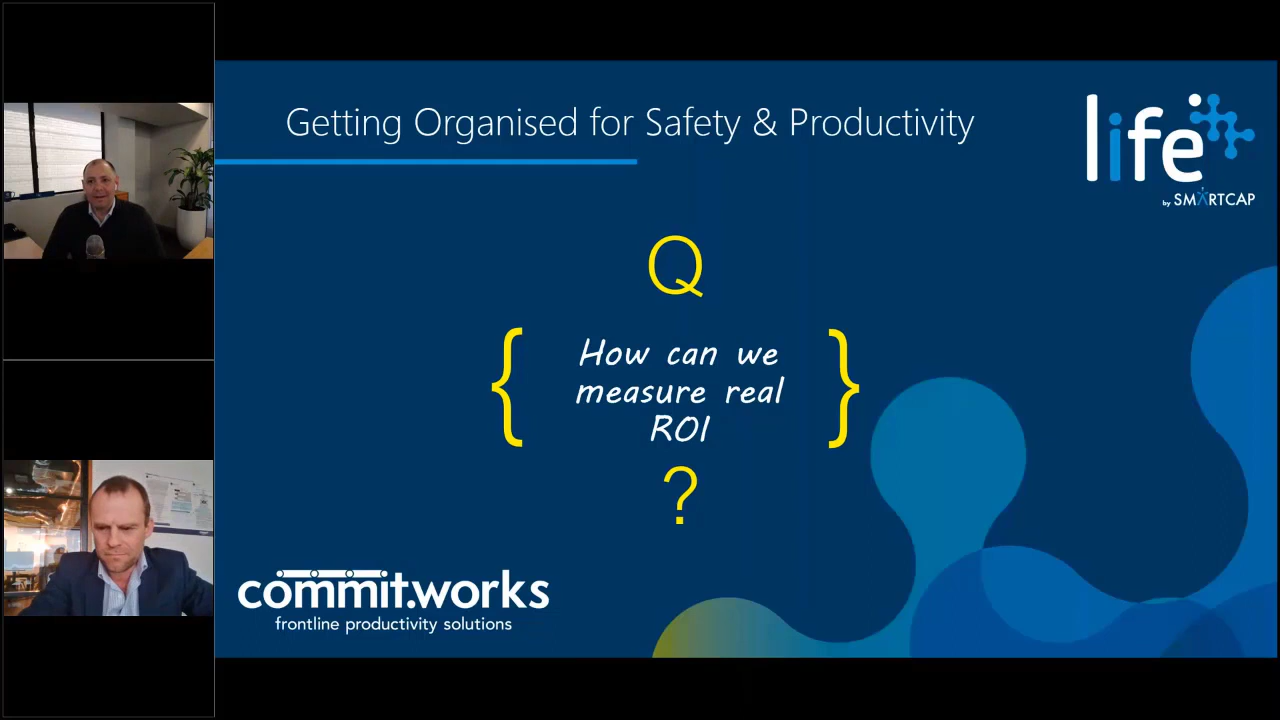 Getting Organised for Safety & Productivity
life
by SMARTCAP
Q
{ How can we }
measure real
ROI
?
commit.works
frontline productivity solutions